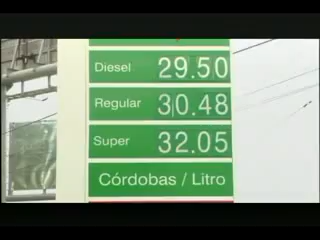 Diesel 29.50
Regular 30.48
Super 32.05
Córdobas / Litro